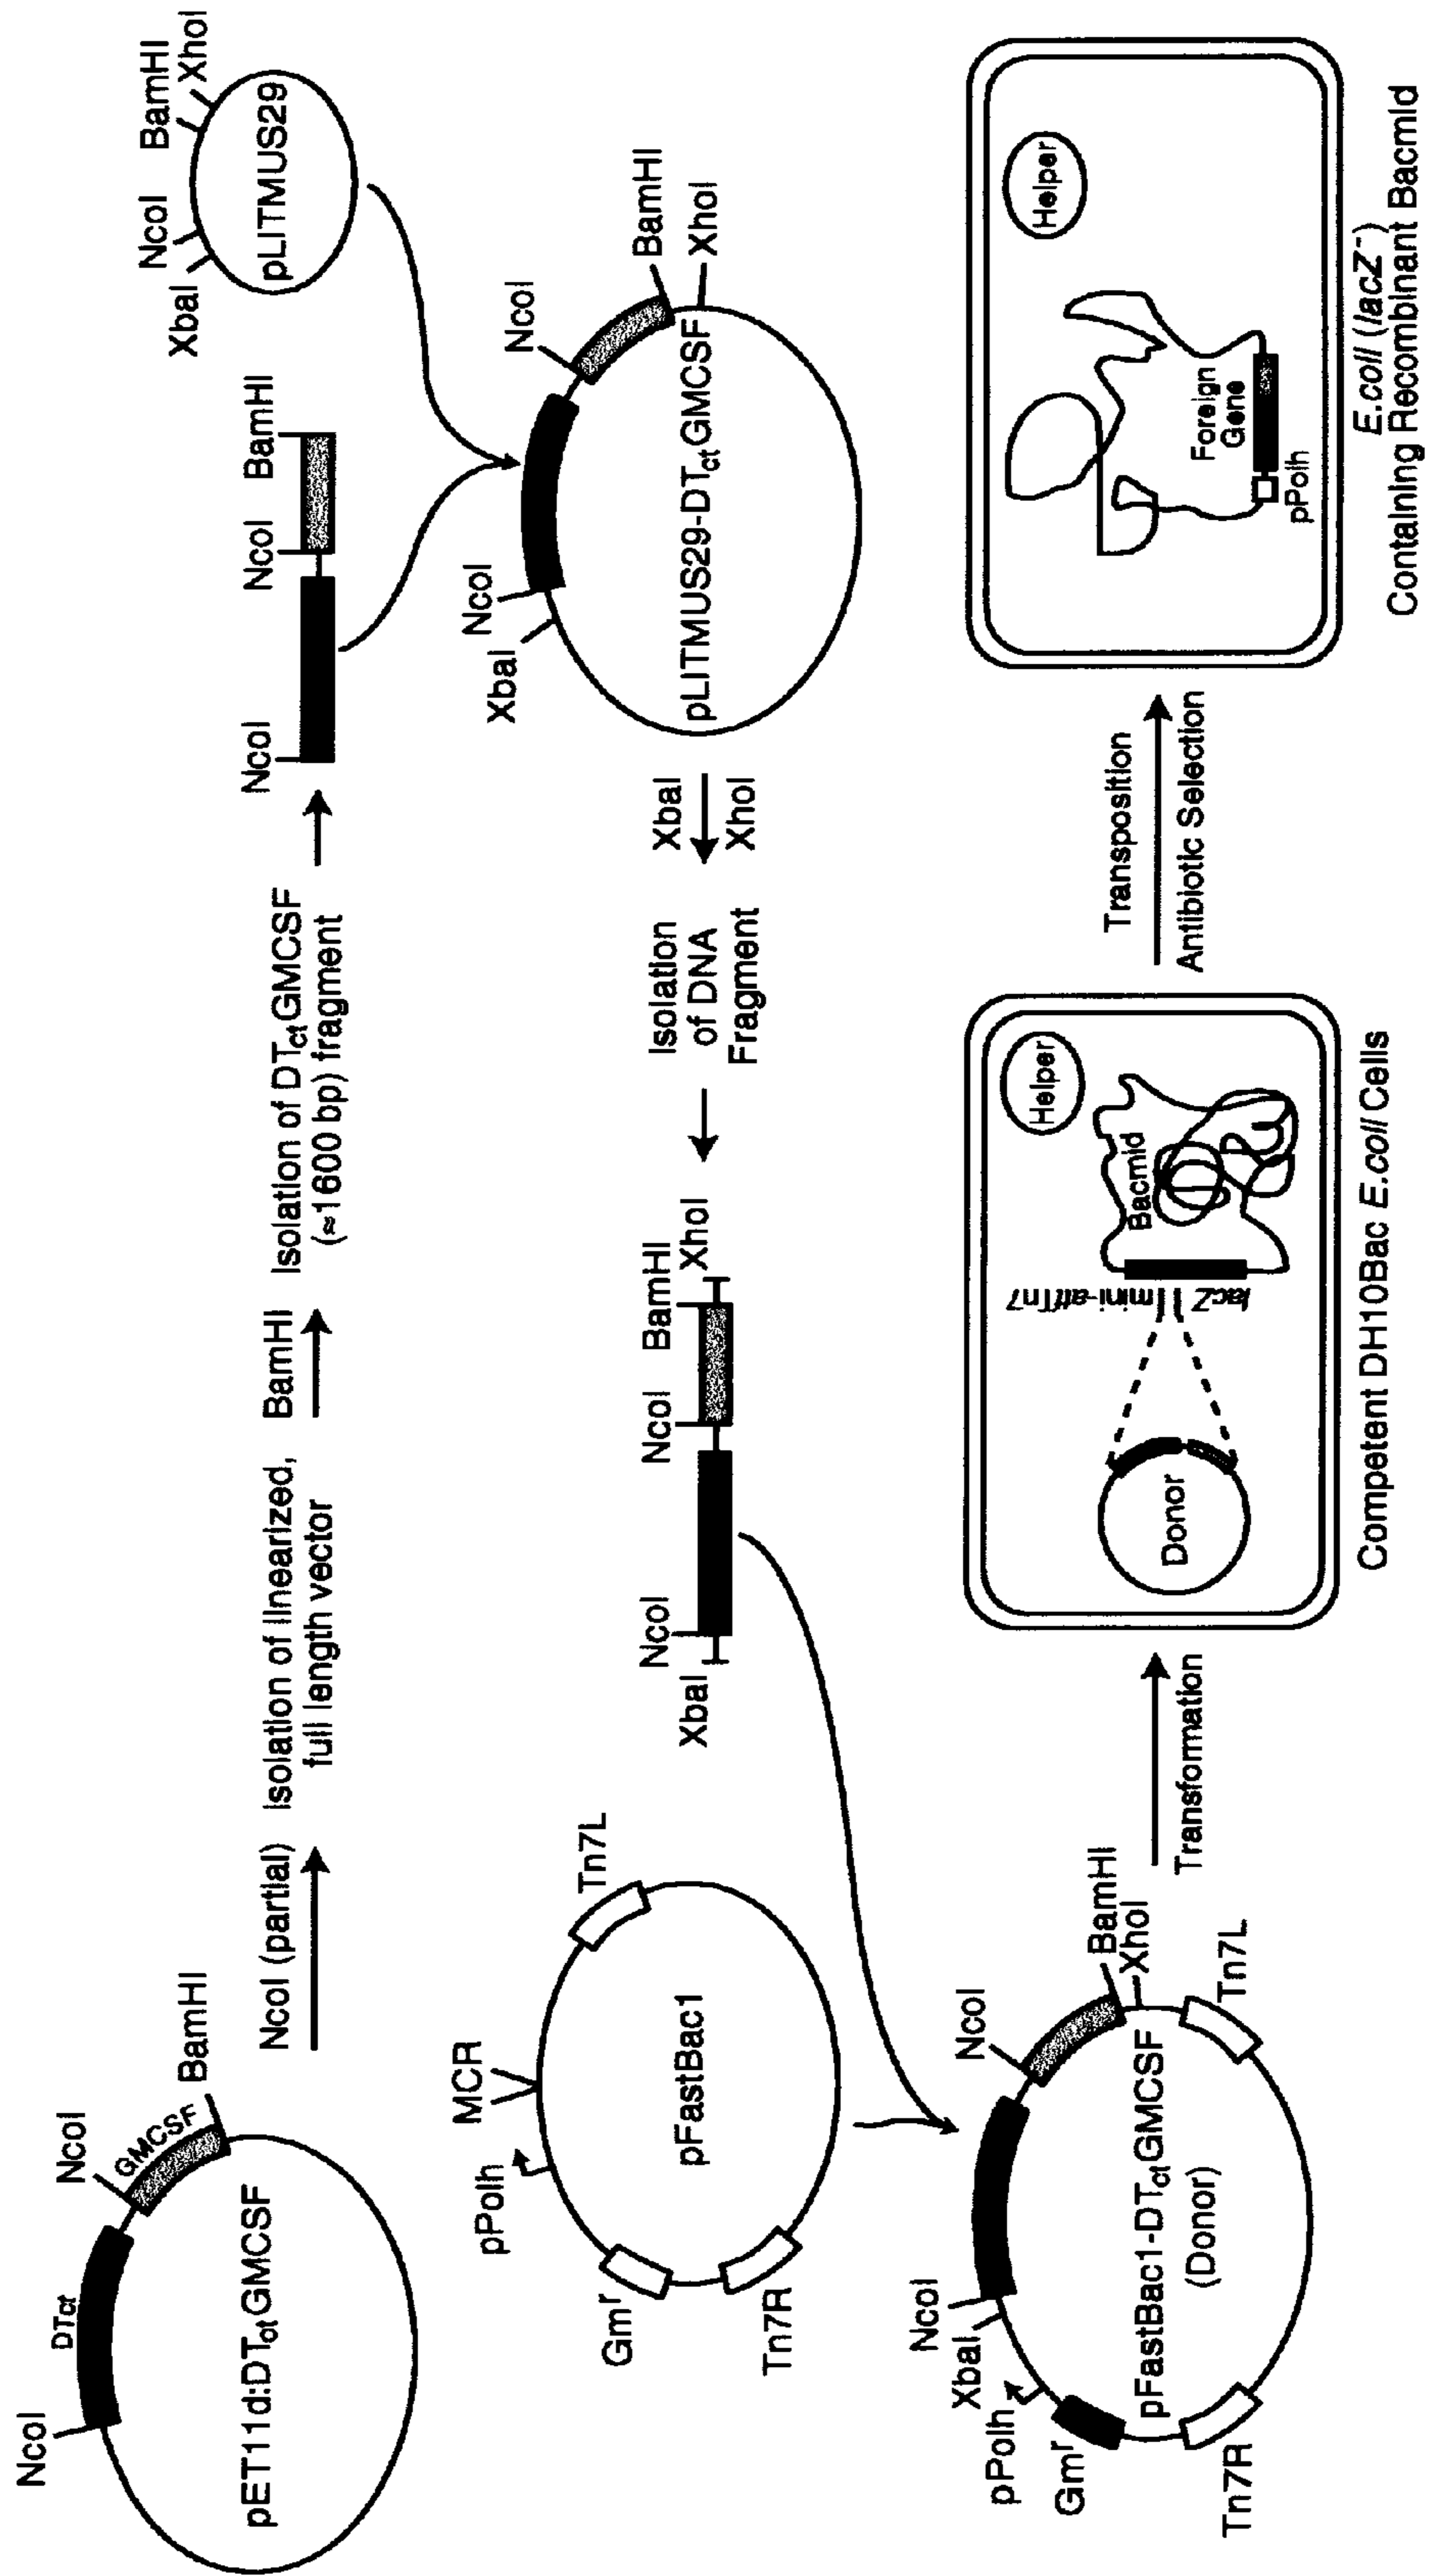 NcoI
DTct
NcoI
GMCSF
BamHI
pET11d:DTctGMCSF
NcoI (partial)
Isolation of linearized,
full length vector
BamHI
Isolation of DTctGMCSF
(≈1600 bp) fragment
NcoI
NcoI
BamHI
XbaI
NcoI
BamHI
XhoI
pLITMUS29
pPolh
MCR
Tn7L
Gmr
Tn7R
pFastBac1
XbaI
NcoI
NcoI
BamHI
XhoI
Isolation
of DNA
Fragment
XbaI
XhoI
XbaI
NcoI
NcoI
BamHI
XhoI
pLITMUS29-DTctGMCSF
Gmr
pPolh
XbaI
NcoI
NcoI
BamHI
XhoI
Tn7L
Tn7R
pFastBac1-DTctGMCSF
(Donor)
Transformation
Donor
lacZ
mini-attTn7
lacZ
Bacmid
Helper
Competent DH10Bac E.coli Cells
Transposition
Antibiotic Selection
Helper
Foreign
Gene
pPolh
E.coli (lacZ-)
Containing Recombinant Bacmid